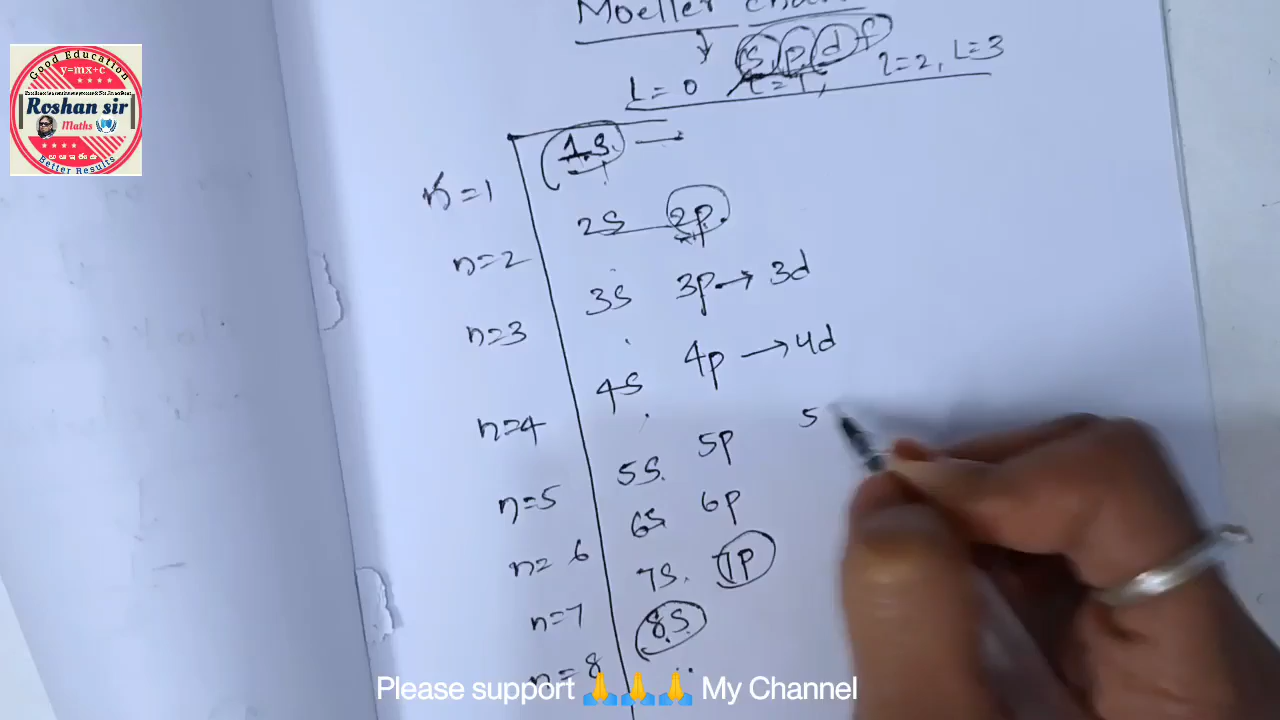 Good Education
y=mx+c
Roshan sir
Maths
Better Results
Moeller
s, p, d f
L = 0 l = 1, l = 2, L = 3
n = 1 1.s. →
n = 2 2s 2p.
n = 3 3s 3p → 3d
n = 4 4s 4p → 4d
n = 5 5s. 5p 5
n = 6 6s 6p
n = 7 7s. 7p
n = 8 8s.
Please support 🙏🙏🙏 My Channel